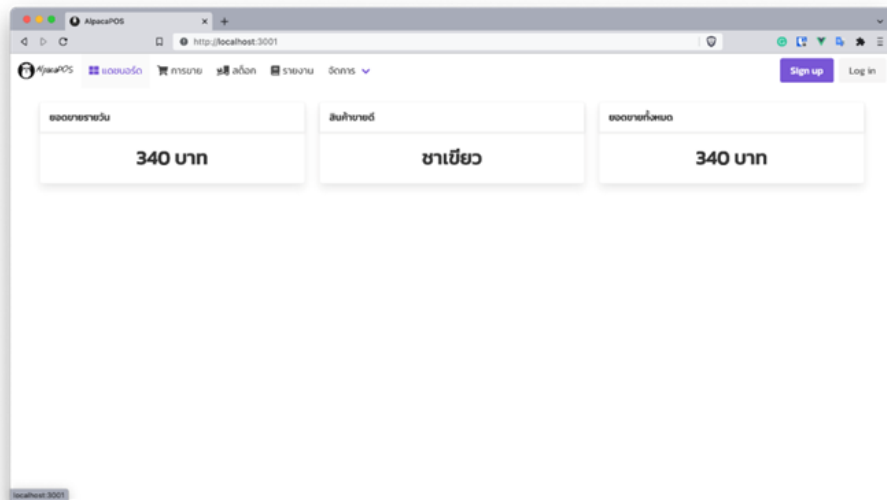 AlpacaPOS
http://localhost:3001
AlpacaPOS แดชบอร์ด การขาย สต็อก รายงาน จัดการ Sign up Log in
ยอดขายรายวัน สินค้าขายดี ยอดขายทั้งหมด
340 บาท ชาเขียว 340 บาท
localhost:3001